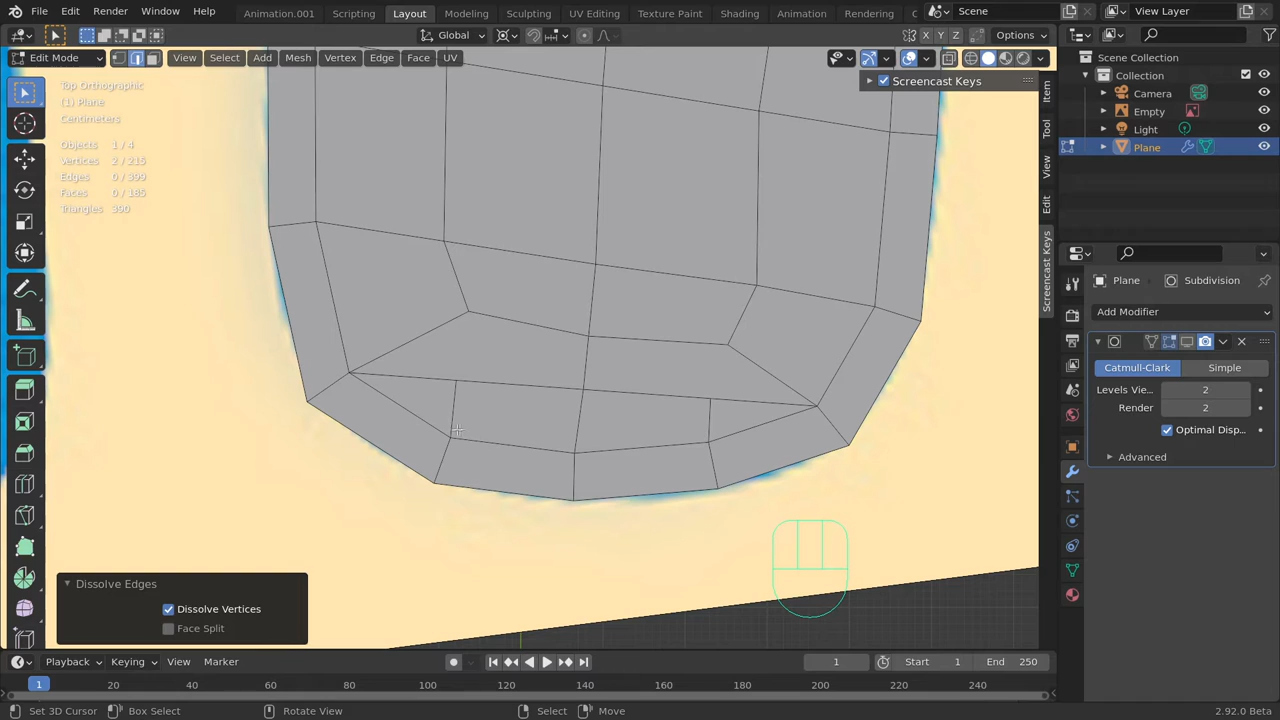 File Edit Render Window Help Animation.001 Scripting Layout Modeling Sculpting UV Editing Texture Paint Shading Animation Rendering Scene View Layer
Global X Y Z Options
Edit Mode View Select Add Mesh Vertex Edge Face UV
Screencast Keys
Top Orthographic
(1) Plane
Centimeters
Objects 1 / 4
Vertices 2 / 215
Edges 0 / 399
Faces 0 / 185
Triangles 390
Item
Tool
View
Edit
Screencast Keys
Scene Collection
Collection
Camera
Empty
Light
Plane
Plane Subdivision
Add Modifier
Catmull-Clark Simple
Levels Vie... 2
Render 2
Optimal Disp...
Advanced
Dissolve Edges
Dissolve Vertices
Face Split
Playback Keying View Marker 1 Start 1 End 250
1 20 40 60 80 100 120 140 160 180 200 220 240
Set 3D Cursor Box Select Rotate View Select Move 2.92.0 Beta